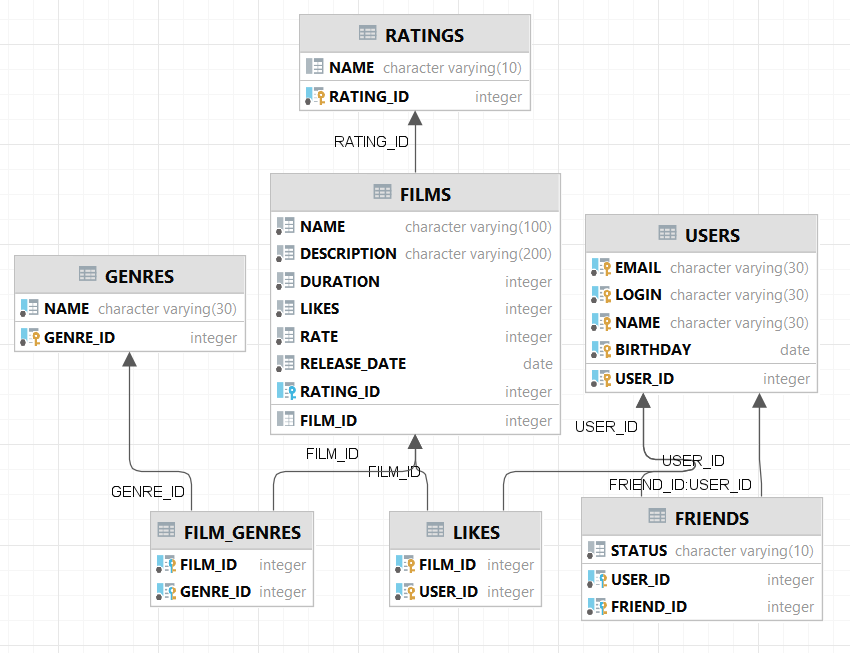 RATINGS
NAME character varying(10)
RATING_ID integer
RATING_ID
FILMS
NAME character varying(100)
DESCRIPTION character varying(200)
DURATION integer
LIKES integer
RATE integer
RELEASE_DATE date
RATING_ID integer
FILM_ID integer
USERS
EMAIL character varying(30)
LOGIN character varying(30)
NAME character varying(30)
BIRTHDAY date
USER_ID integer
GENRES
NAME character varying(30)
GENRE_ID integer
USER_ID
FILM_ID
FILM_ID
USER_ID
GENRE_ID
FRIEND_ID:USER_ID
FILM_GENRES
FILM_ID integer
GENRE_ID integer
LIKES
FILM_ID integer
USER_ID integer
FRIENDS
STATUS character varying(10)
USER_ID integer
FRIEND_ID integer